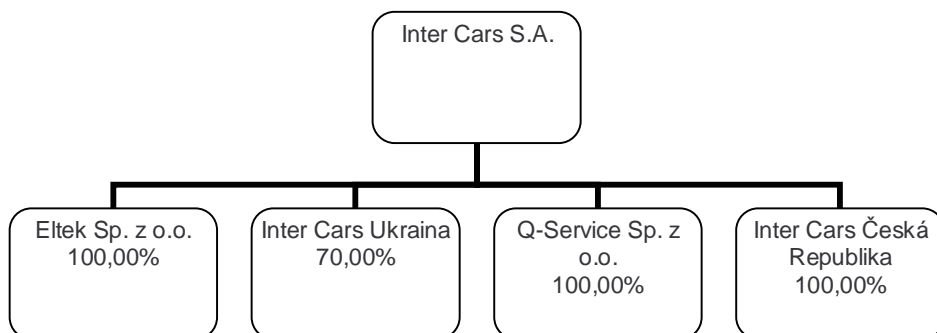 Inter Cars S.A.
Eltek Sp. z o.o.
100,00%
Inter Cars Ukraina
70,00%
Q-Service Sp. z
o.o.
100,00%
Inter Cars Česká
Republika
100,00%